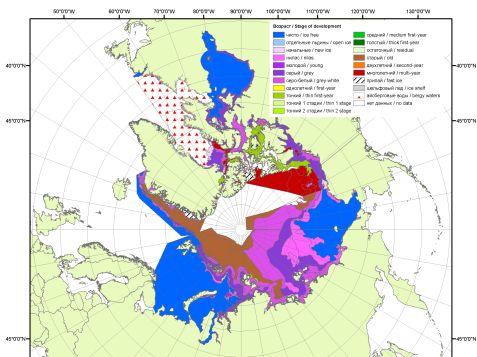 50°0'0"W 60°0'0"W 70°0'0"W 80°0'0"W 90°0'0"W 100°0'0"W 110°0'0"W 120°0'0"W 130°0'0"W
Возраст / Stage of development
чисто / ice free
отдельные льдины / open ice
начальные / new ice
нилас / nilas
молодой / young
серый / grey
серо-белый / grey-white
однолетний / first-year
тонкий / thin first-year
тонкий 1 стадии / thin 1 stage
тонкий 2 стадии / thin 2 stage
средний / medium first-year
толстый / thick first-year
остаточный / residual
старый / old
двухлетний / second-year
многолетний / multi-year
припай / fast ice
шельфовый лед / ice shelf
айсберговые воды / bergy waters
нет данных / no data
40°0'0"N
40°0'0"N
45°0'0"N
45°0'0"N
45°0'0"N
45°0'0"N